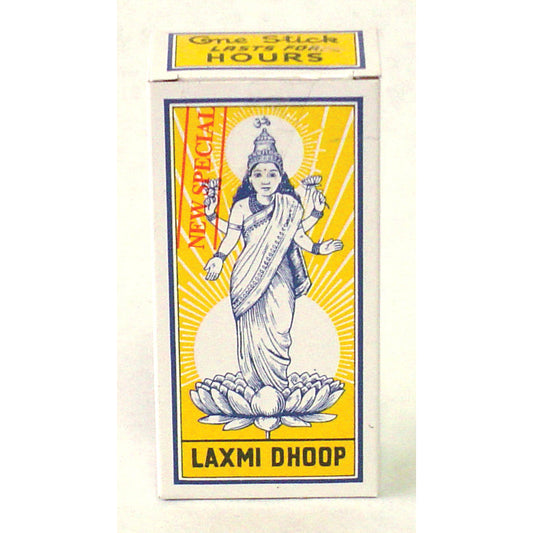 One Stick
LASTS FOR
HOURS
ॐ
NEW SPECIAL
LAXMI DHOOP